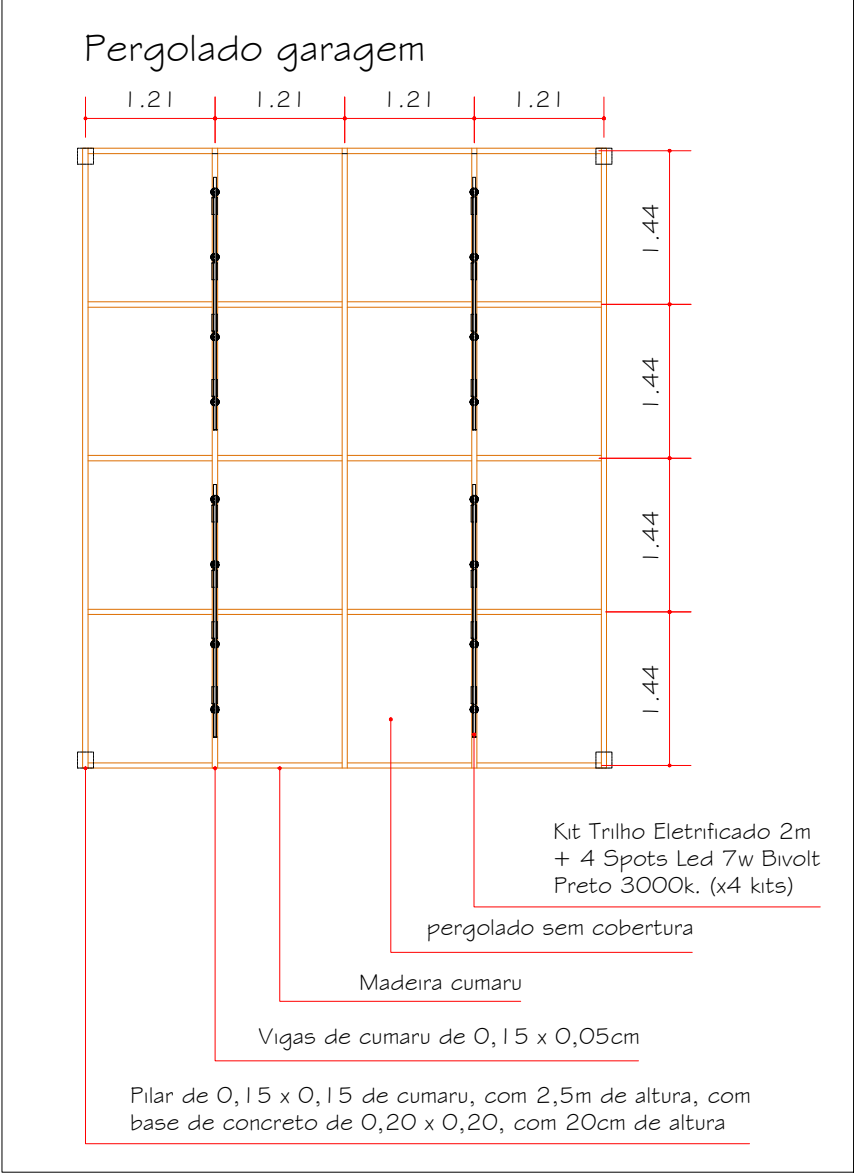 Pergolado garagem
1.21 1.21 1.21 1.21
1.44
1.44
1.44
1.44
Kit Trilho Eletrificado 2m
+ 4 Spots Led 7w Bivolt
Preto 3000k. (x4 kits)
pergolado sem cobertura
Madeira cumaru
Vigas de cumaru de 0,15 x 0,05cm
Pilar de 0,15 x 0,15 de cumaru, com 2,5m de altura, com
base de concreto de 0,20 x 0,20, com 20cm de altura